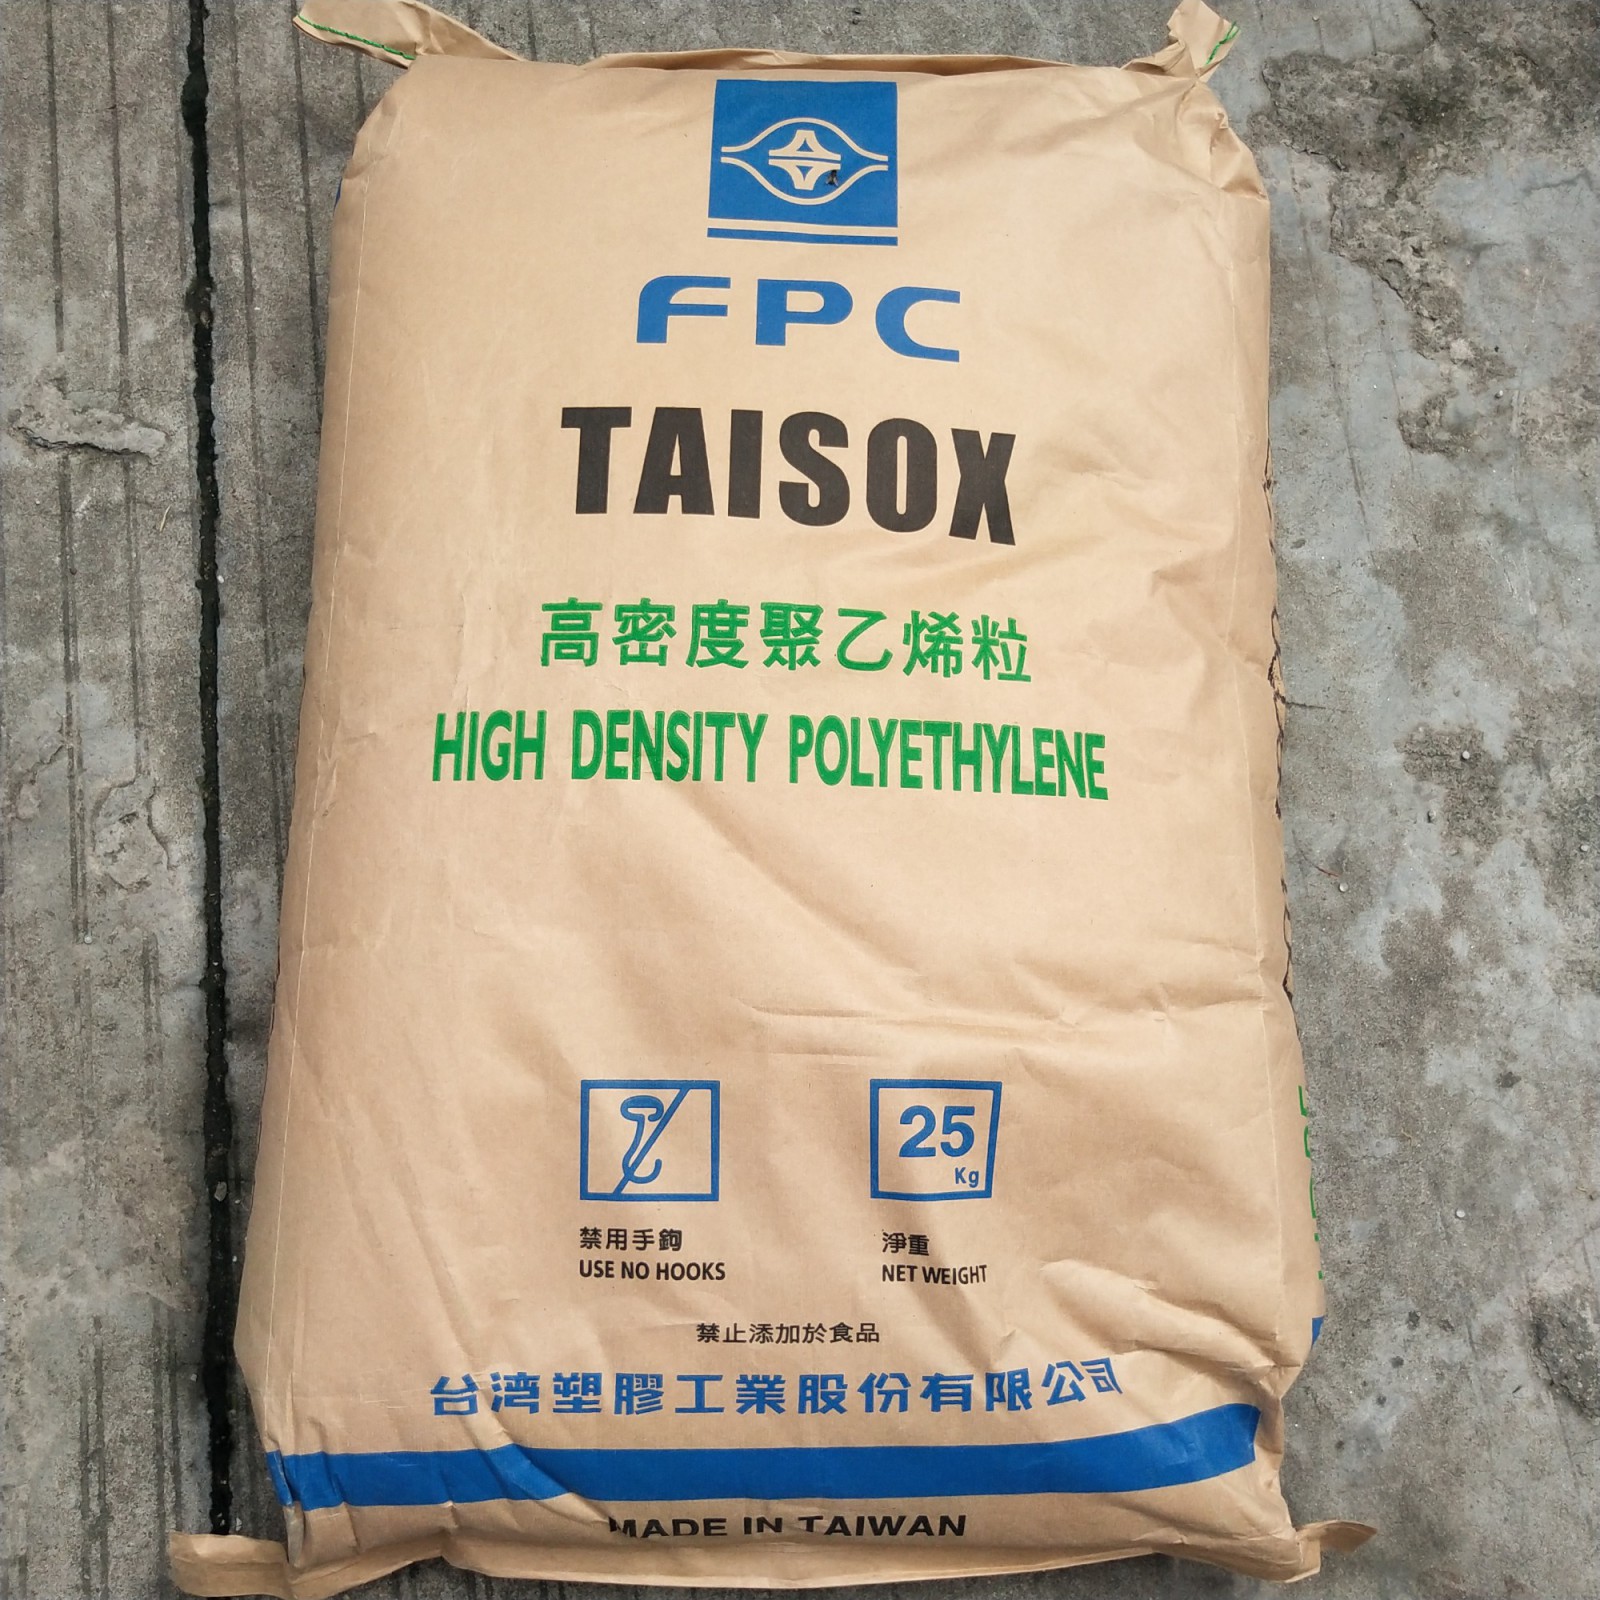 FPC
TAISOX
高密度聚乙烯粒
HIGH DENSITY POLYETHYLENE
25
Kg
禁用手鉤
USE NO HOOKS
淨重
NET WEIGHT
禁止添加於食品
台湾塑膠工業股份有限公司
MADE IN TAIWAN